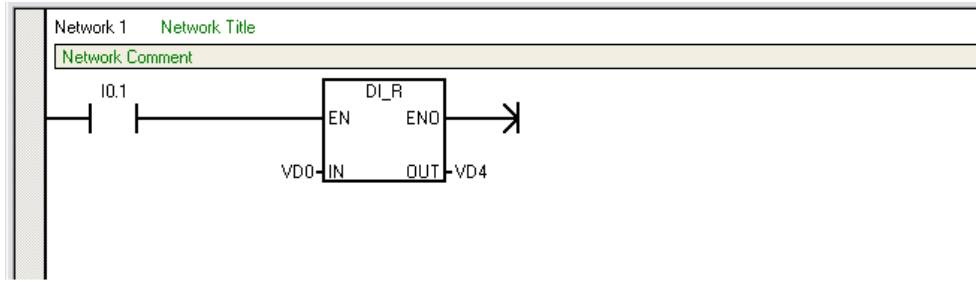 Network 1 Network Title
Network Comment
I0.1 DI_R
EN ENO
VD0 IN OUT VD4